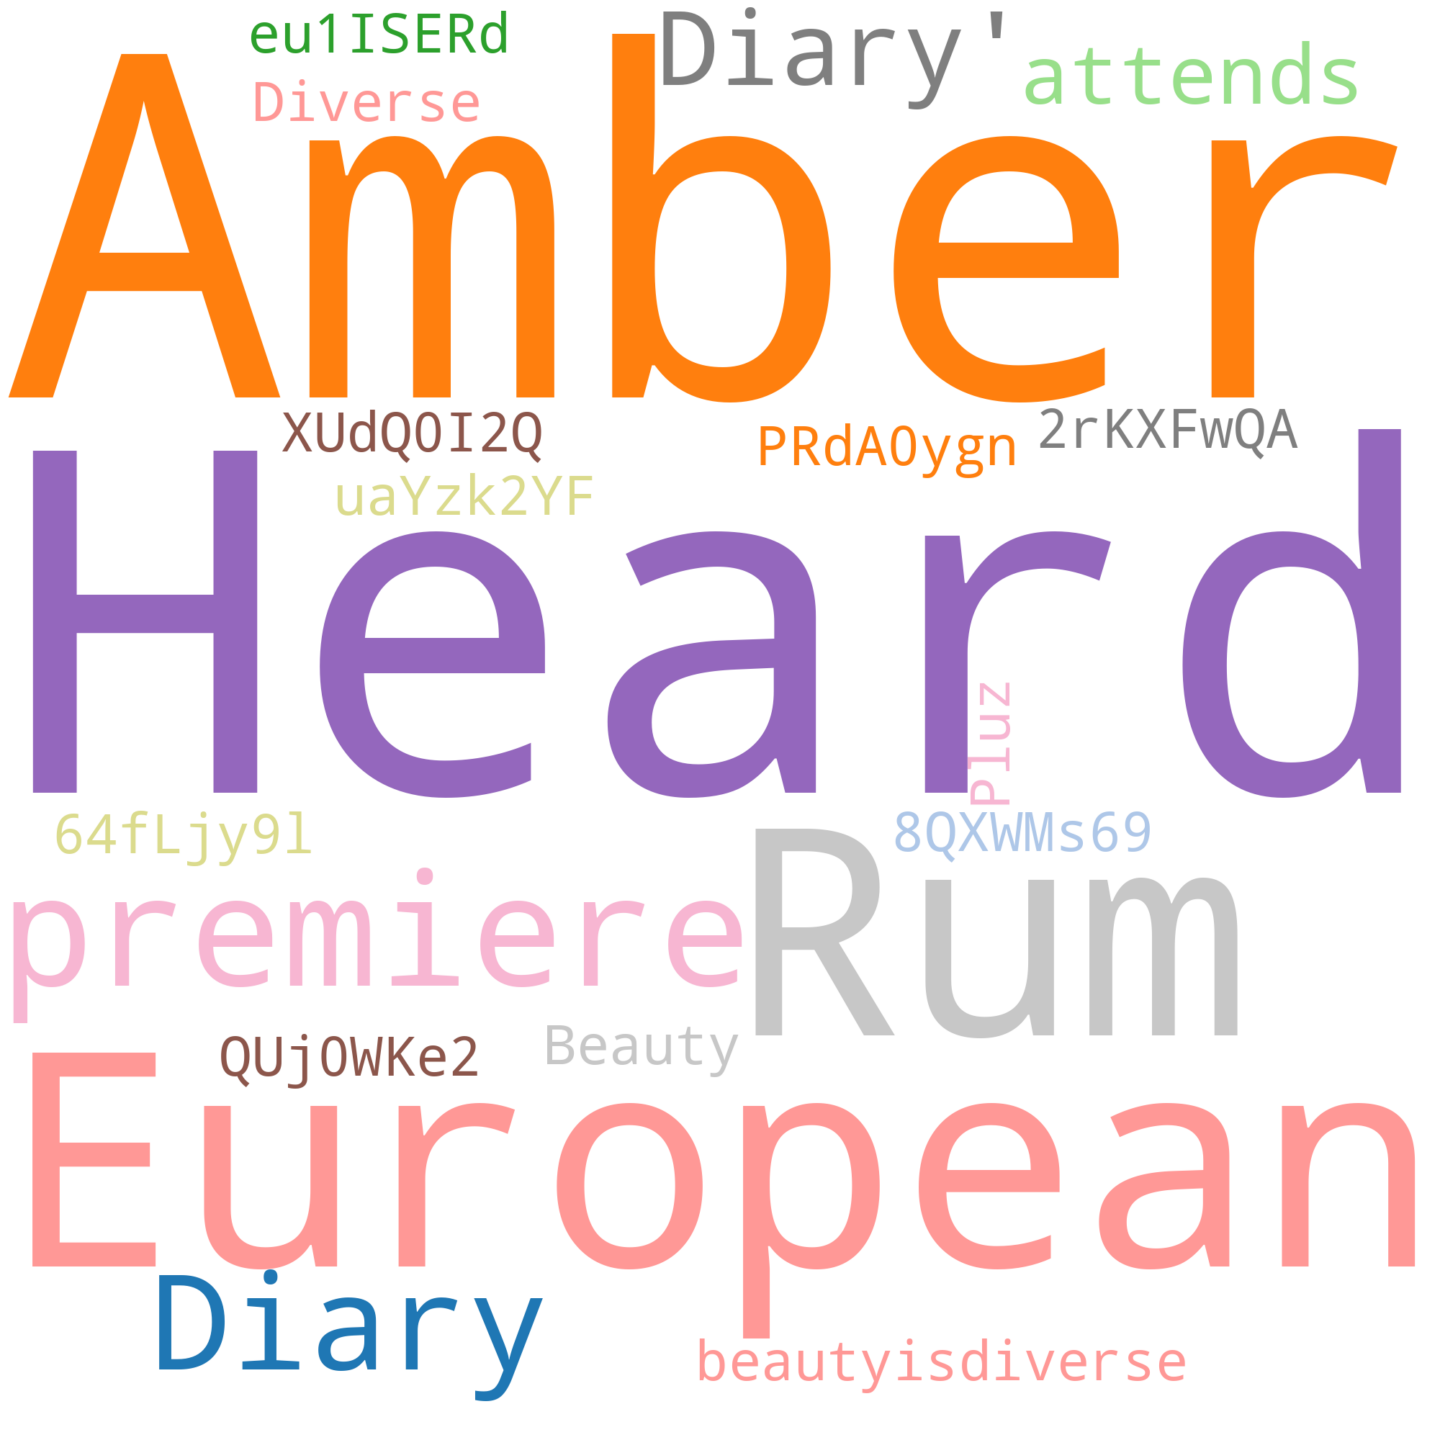 eu1ISERd
Diary'
attends
Diverse
Amber
XUdQ0I2Q
PRdA0ygn
2rKXFwQA
uaYzk2YF
Heard
Pluz
64fLjy9l
8QXWMs69
premiere
Rum
QUjOWKe2
Beauty
European
Diary
beautyisdiverse